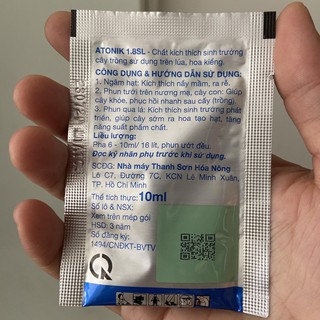 ATONIK 1.8SL - Chất kích thích sinh trưởng
cây trồng sử dụng trên lúa, hoa kiểng.
CÔNG DỤNG & HƯỚNG DẪN SỬ DỤNG:
1. Ngâm hạt: Kích thích nẩy mầm, ra rễ.
2. Phun tưới trên nương mạ, cây con: Giúp
cây khỏe, phục hồi nhanh sau cấy (trồng).
3. Phun qua lá: Kích thích sinh trưởng phát
triển, giúp cây sớm ra hoa tạo hạt, tăng
năng suất phẩm chất.
Liều lượng:
Pha 6 - 10ml/ 16 lít, phun ướt đều.
Đọc kỹ nhãn phụ trước khi sử dụng.
SCĐG: Nhà máy Thanh Sơn Hóa Nông
Lô C7, Đường 7C, KCN Lê Minh Xuân,
TP. Hồ Chí Minh
Thể tích thực: 10ml
Số lô & NSX:
Xem trên mép gói
HSD: 3 năm
Số đăng ký:
1494/CNĐKT-BVTV